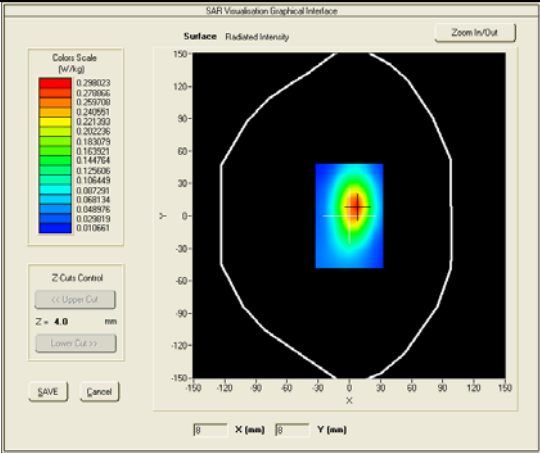 SAR Visualisation Graphical Interface
Surface Radiated Intensity
Zoom In/Out
Colors Scale
(W/kg)
0.298023
0.278866
0.259708
0.240551
0.221393
0.202236
0.183079
0.163921
0.144764
0.125606
0.106449
0.087291
0.068134
0.048976
0.029819
0.010661
150
120
90
60
30
0
-30
-60
-90
-120
-150
Y
-150 -120 -90 -60 -30 0 30 60 90 120 150
X
Z-Cuts Control
<< Upper Cut
Z = 4.0 mm
Lower Cut >>
SAVE Cancel
8 X (mm) 8 Y (mm)